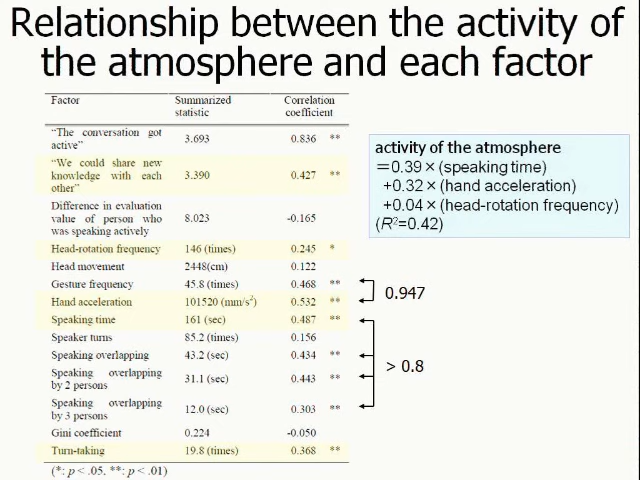 Relationship between the activity of
the atmosphere and each factor
Factor Summarized statistic Correlation coefficient
"The conversation got active" 3.693 0.836 **
"We could share new knowledge with each other" 3.390 0.427 **
Difference in evaluation value of person who was speaking actively 8.023 -0.165
Head-rotation frequency 146 (times) 0.245 *
Head movement 2448(cm) 0.122
Gesture frequency 45.8 (times) 0.468 **
Hand acceleration 101520 (mm/s²) 0.532 **
Speaking time 161 (sec) 0.487 **
Speaker turns 85.2 (times) 0.156
Speaking overlapping 43.2 (sec) 0.434 **
Speaking overlapping by 2 persons 31.1 (sec) 0.443 **
Speaking overlapping by 3 persons 12.0 (sec) 0.303 **
Gini coefficient 0.224 -0.050
Turn-taking 19.8 (times) 0.368 **
(*: p < .05, **: p < .01)
activity of the atmosphere
=0.39 × (speaking time)
+0.32 × (hand acceleration)
+0.04 × (head-rotation frequency)
(R²=0.42)
0.947
> 0.8